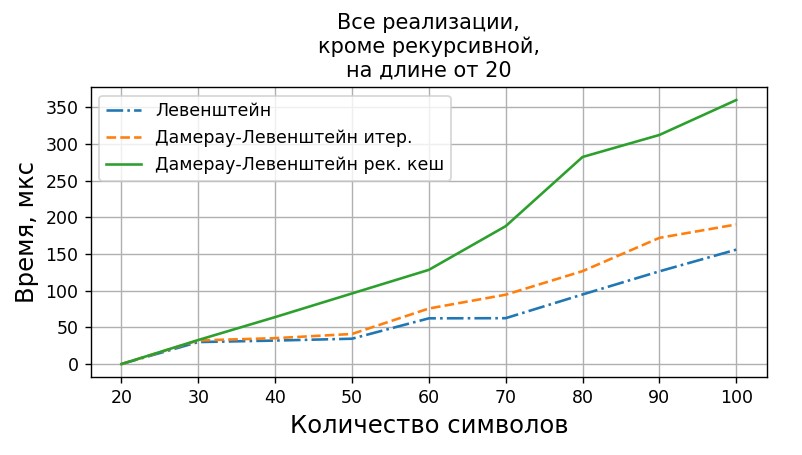 Все реализации,
кроме рекурсивной,
на длине от 20
Левенштейн
Дамерау-Левенштейн итер.
Дамерау-Левенштейн рек. кеш
Время, мкс
350
300
250
200
150
100
50
0
20 30 40 50 60 70 80 90 100
Количество символов